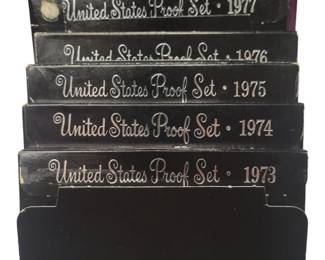 United States Proof Set • 1977
United States Proof Set • 1976
United States Proof Set • 1975
United States Proof Set • 1974
United States Proof Set • 1973